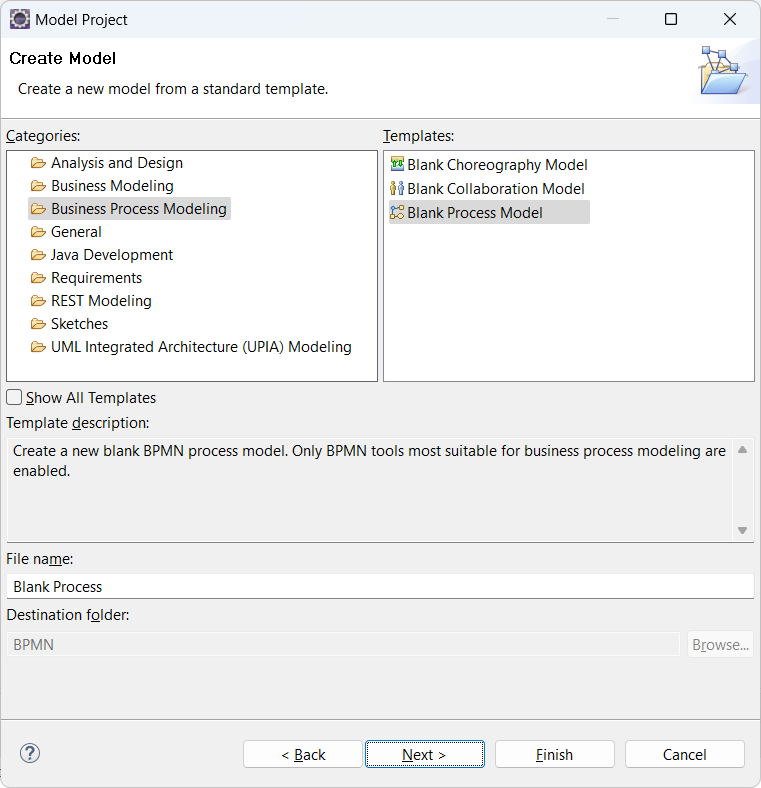 Model Project
Create Model
Create a new model from a standard template.
Categories:
Analysis and Design
Business Modeling
Business Process Modeling
General
Java Development
Requirements
REST Modeling
Sketches
UML Integrated Architecture (UPIA) Modeling
Templates:
Blank Choreography Model
Blank Collaboration Model
Blank Process Model
Show All Templates
Template description:
Create a new blank BPMN process model. Only BPMN tools most suitable for business process modeling are
enabled.
File name:
Blank Process
Destination folder:
BPMN
Browse...
?
< Back
Next >
Finish
Cancel